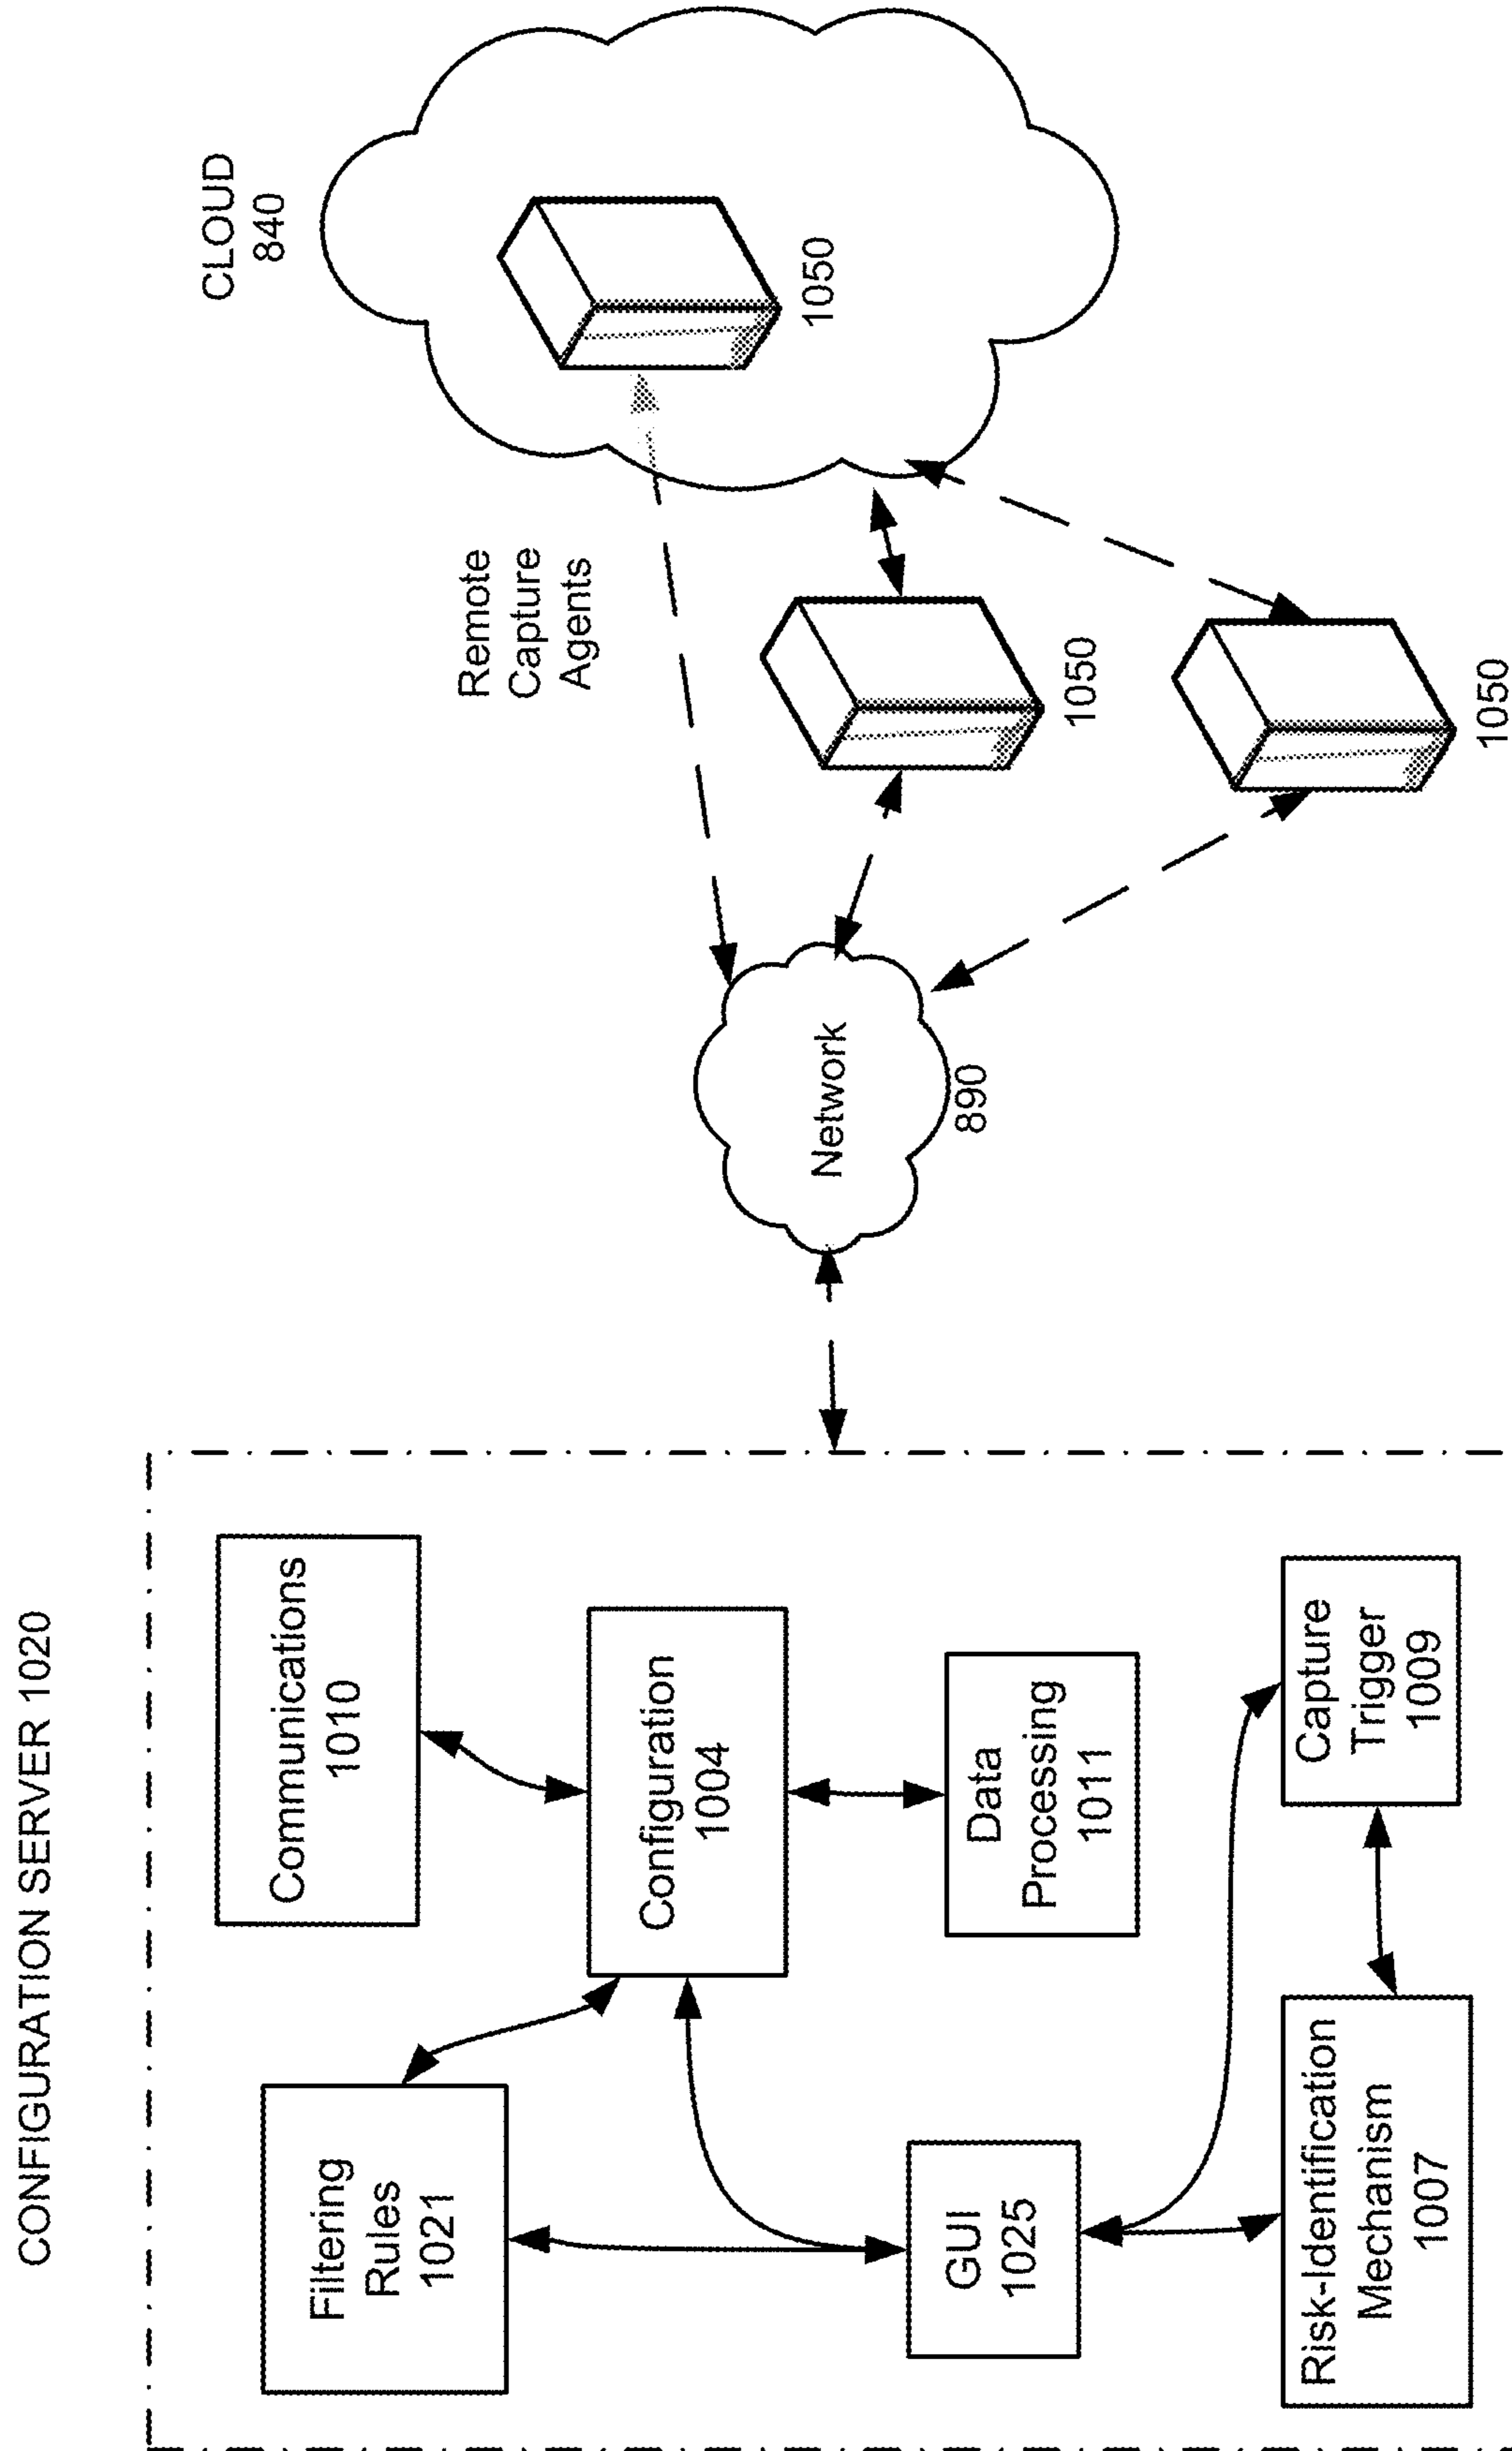 CONFIGURATION SERVER 1020
Communications
1010
Filtering
Rules
1021
Configuration
1004
GUI
1025
Data
Processing
1011
Risk-Identification
Mechanism
1007
Capture
Trigger
1009
Network
890
Remote
Capture
Agents
CLOUD
840
1050
1050
1050